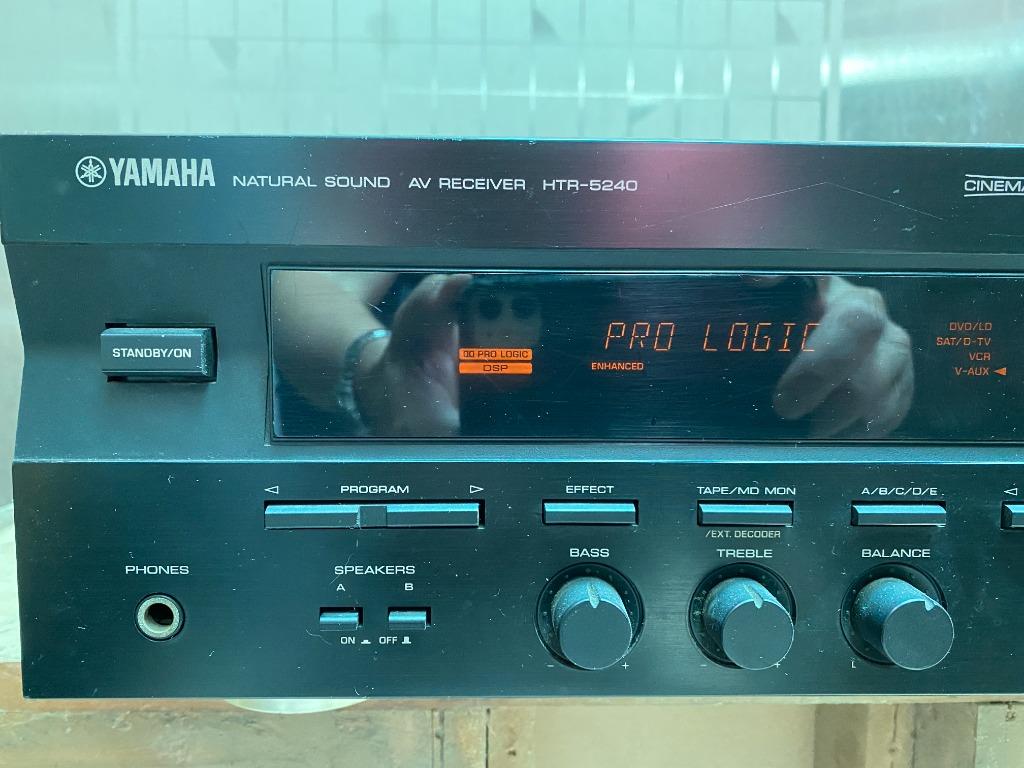 YAMAHA NATURAL SOUND AV RECEIVER HTR-5240 CINEMA
STANDBY/ON
PRO LOGIC
DVD/LD
SAT/D-TV
VCR
V-AUX
PRO LOGIC
DSP
ENHANCED
PROGRAM EFFECT TAPE/MD MON A/B/C/D/E
/EXT. DECODER
PHONES SPEAKERS BASS TREBLE BALANCE
A B
ON OFF
- + - + L